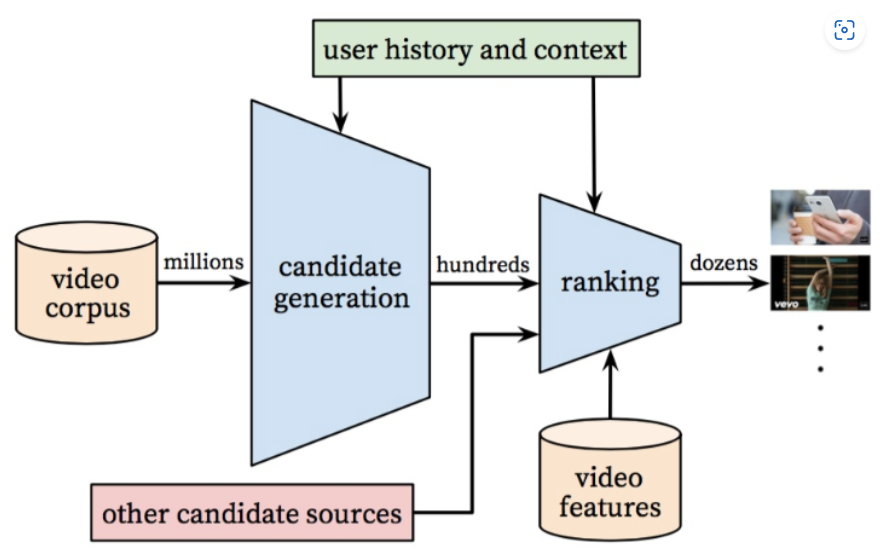 user history and context
video
corpus
millions
candidate
generation
hundreds
ranking
dozens
vevo
other candidate sources
video
features